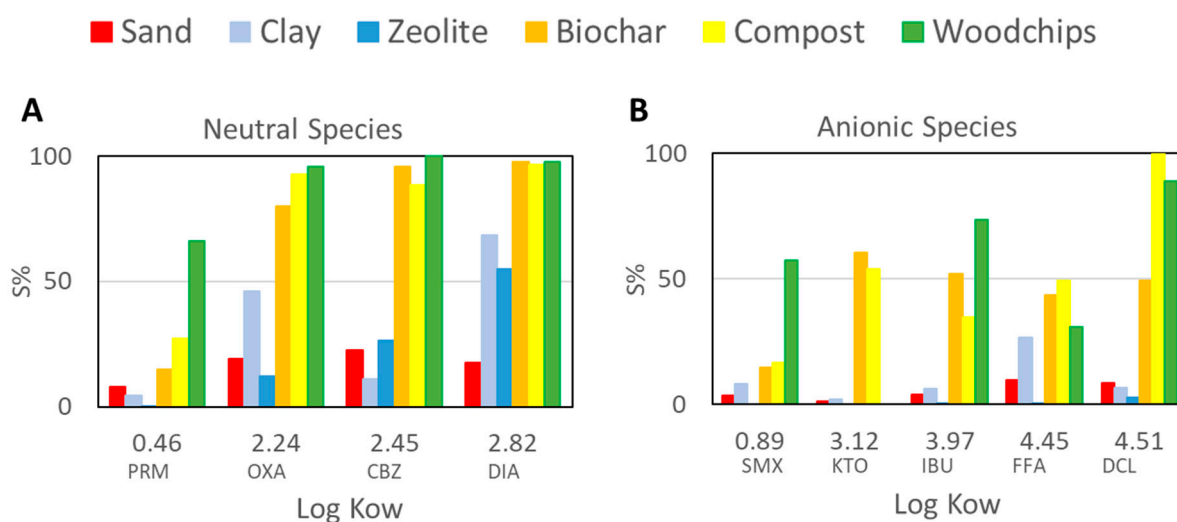 Sand Clay Zeolite Biochar Compost Woodchips
A
Neutral Species
100
50
0
S%
0.46 2.24 2.45 2.82
PRM OXA CBZ DIA
Log Kow
B
Anionic Species
100
50
0
S%
0.89 3.12 3.97 4.45 4.51
SMX KTO IBU FFA DCL
Log Kow